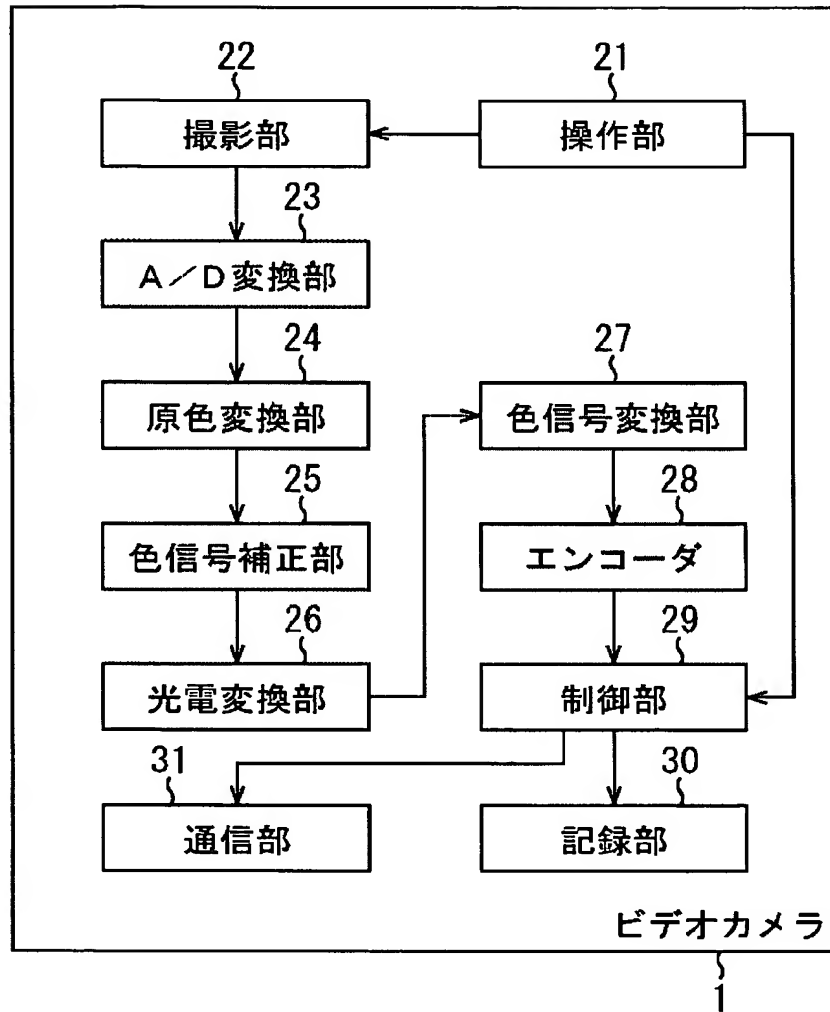 22
21
撮影部
操作部
23
A／D変換部
24
27
原色変換部
色信号変換部
25
28
色信号補正部
エンコーダ
26
29
光電変換部
制御部
31
30
通信部
記録部
ビデオカメラ
1